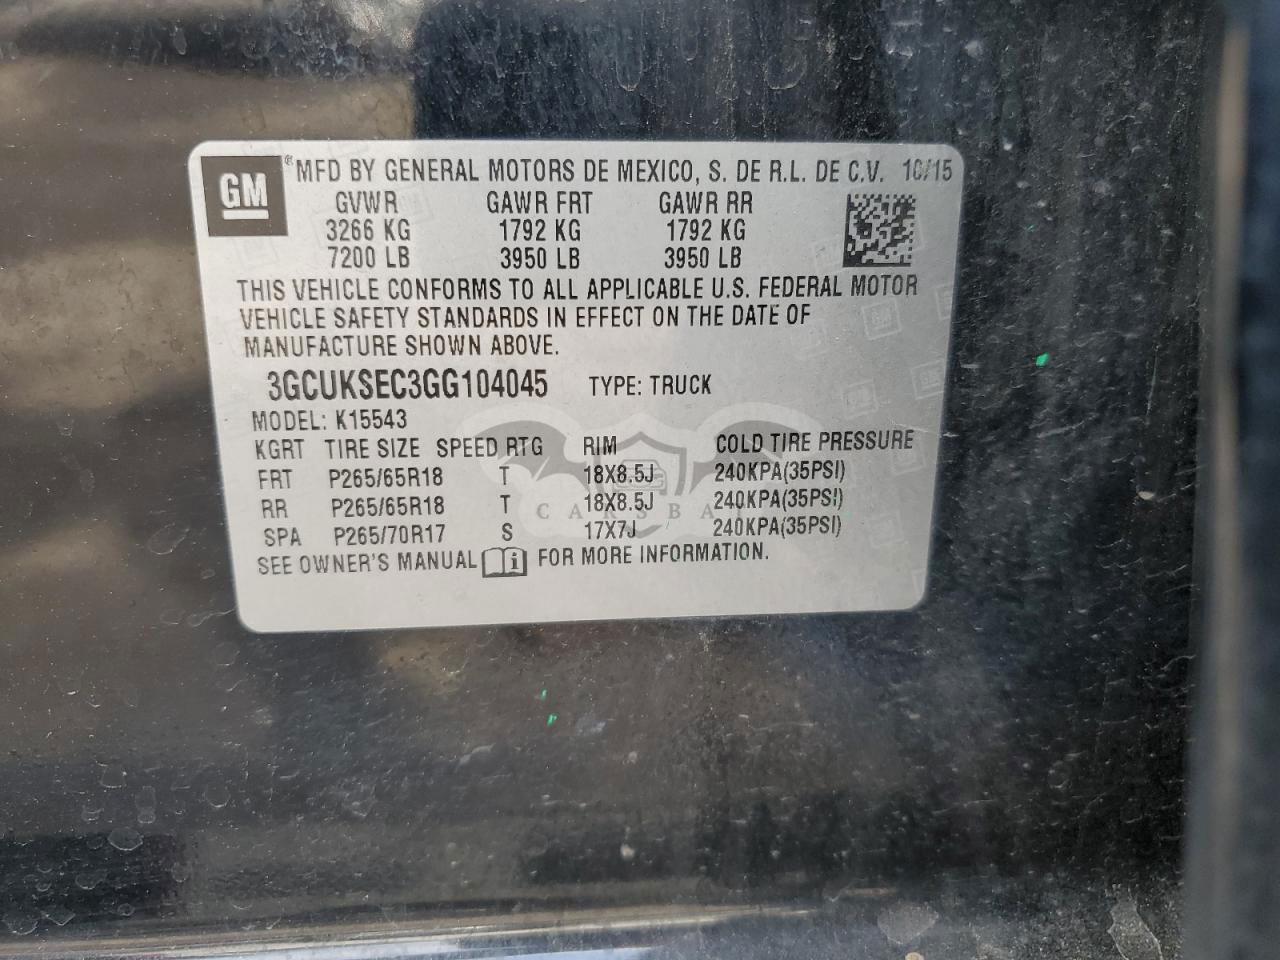 GM ® MFD BY GENERAL MOTORS DE MEXICO, S. DE R.L. DE C.V. 10/15
GVWR GAWR FRT GAWR RR
3266 KG 1792 KG 1792 KG
7200 LB 3950 LB 3950 LB
THIS VEHICLE CONFORMS TO ALL APPLICABLE U.S. FEDERAL MOTOR
VEHICLE SAFETY STANDARDS IN EFFECT ON THE DATE OF
MANUFACTURE SHOWN ABOVE.
3GCUKSEC3GG104045 TYPE: TRUCK
MODEL: K15543
KGRT TIRE SIZE SPEED RTG RIM COLD TIRE PRESSURE
FRT P265/65R18 T 18X8.5J 240KPA(35PSI)
RR P265/65R18 T 18X8.5J 240KPA(35PSI)
CARSBAT
SPA P265/70R17 S 17X7J 240KPA(35PSI)
SEE OWNER'S MANUAL i FOR MORE INFORMATION.